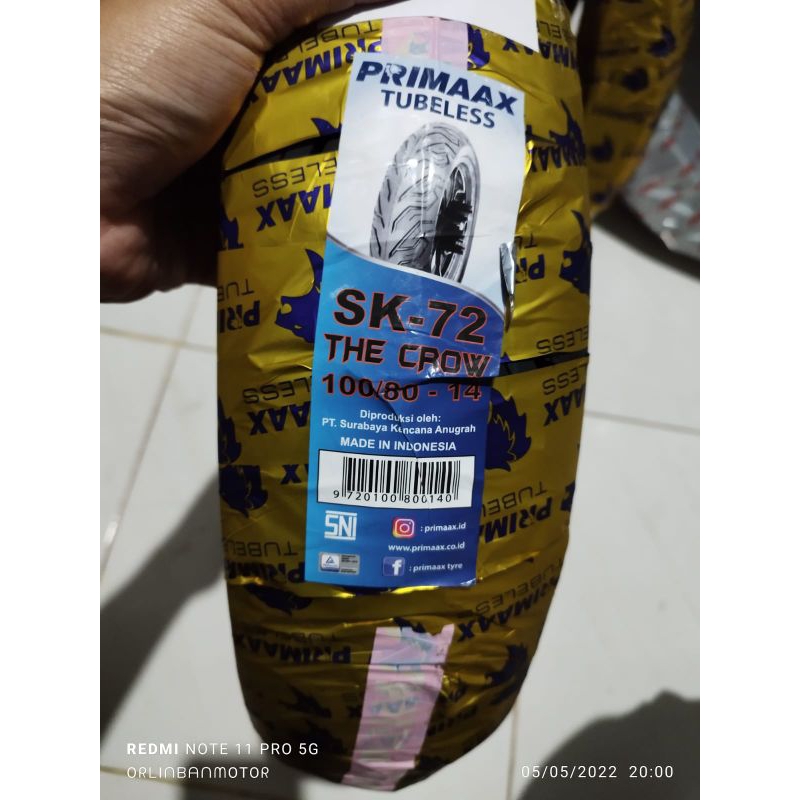 PRIMAAX
TUBELESS
SK-72
THE CROW
100/80 - 14
Diproduksi oleh:
PT. Surabaya Kencana Anugrah
MADE IN INDONESIA
9 720100 800140
SNI
: primaax.id
www.primaax.co.id
: primaax tyre
PRIMAAX
TUBELESS
REDMI NOTE 11 PRO 5G
ORLINBANMOTOR
05/05/2022 20:00